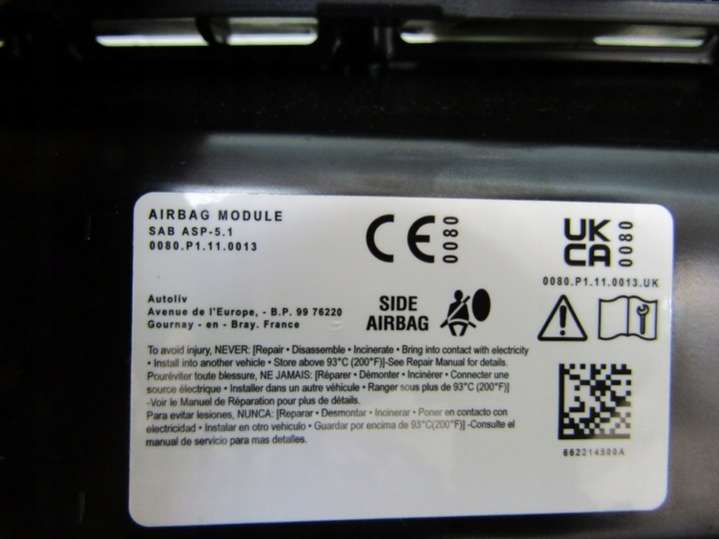 AIRBAG MODULE
SAB ASP-5.1
0080.P1.11.0013
CE 0080
UK
CA 0080
0080.P1.11.0013.UK
Autoliv
Avenue de l'Europe, - B.P. 99 76220
Gournay - en - Bray. France
SIDE
AIRBAG
To avoid injury, NEVER: [Repair • Disassemble • Incinerate • Bring into contact with electricity
• Install into another vehicle • Store above 93°C (200°F)]-See Repair Manual for details.
Pouréviter toute blessure, NE JAMAIS: [Réparer • Démonter • Incinérer • Connecter une
source électrique • Installer dans un autre véhicule • Ranger sous plus de 93°C (200°F)]
-Voir le Manuel de Réparation pour plus de détails.
Para evitar lesiones, NUNCA: [Reparar • Desmontar • Incinerar • Poner en contacto con
electricidad • Instalar en otro vehiculo • Guardar por encima de 93°C(200°F)] -Consulte el
manual de servicio para mas detalles.
662214500A